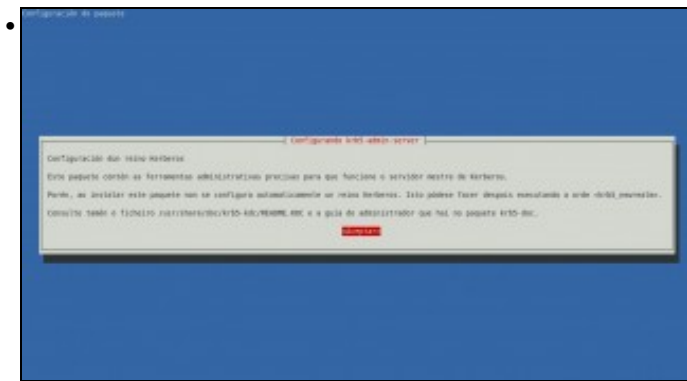 Configuración de paquete
Configurando krb5-admin-server
Configuración dun reino Kerberos
Este paquete contén as ferramentas administrativas precisas para que funcione o servidor mestre de Kerberos.
Porén, ao instalar este paquete non se configura automaticamente un reino Kerberos. Isto pódese facer despois executando a orde «krb5_newrealm».
Consulte tamén o ficheiro /usr/share/doc/krb5-kdc/README.KDC e a guía do administrador que hai no paquete krb5-doc.
<Aceptar>